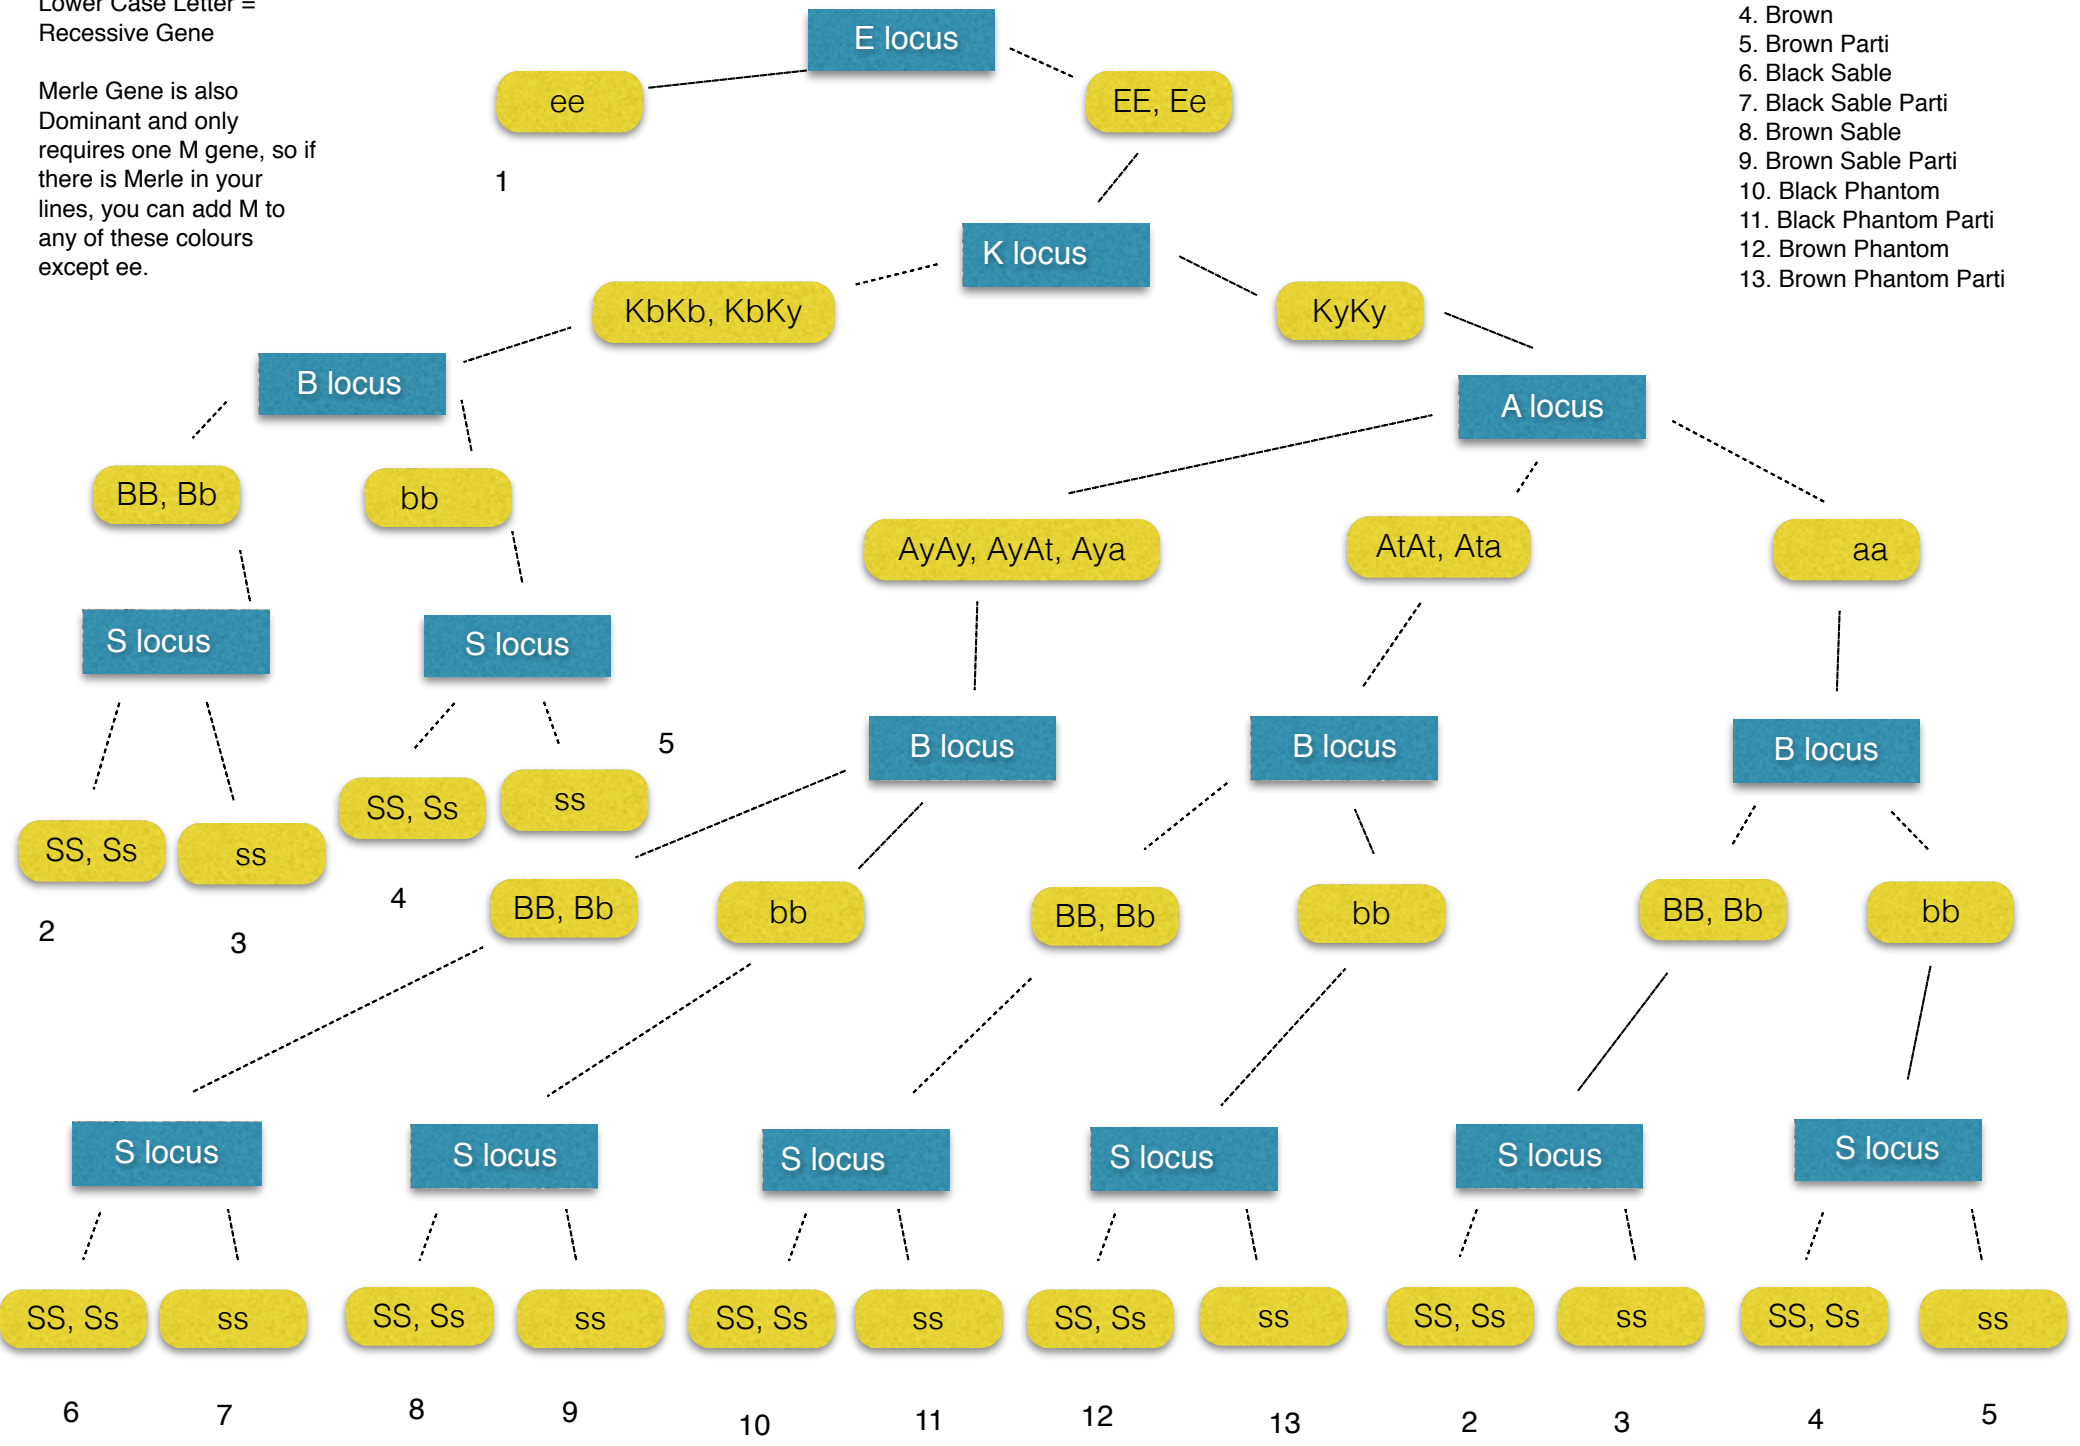 Lower Case Letter =
Recessive Gene
Merle Gene is also
Dominant and only
requires one M gene, so if
there is Merle in your
lines, you can add M to
any of these colours
except ee.
4. Brown
5. Brown Parti
6. Black Sable
7. Black Sable Parti
8. Brown Sable
9. Brown Sable Parti
10. Black Phantom
11. Black Phantom Parti
12. Brown Phantom
13. Brown Phantom Parti
E locus
ee
EE, Ee
1
K locus
KbKb, KbKy
KyKy
B locus
A locus
BB, Bb
bb
AyAy, AyAt, Aya
AtAt, Ata
aa
S locus
S locus
5
B locus
B locus
B locus
SS, Ss
ss
SS, Ss
ss
4
2
3
BB, Bb
bb
BB, Bb
bb
BB, Bb
bb
S locus
S locus
S locus
S locus
S locus
S locus
SS, Ss
ss
SS, Ss
ss
SS, Ss
ss
SS, Ss
ss
SS, Ss
ss
SS, Ss
ss
6
7
8
9
10
11
12
13
2
3
4
5